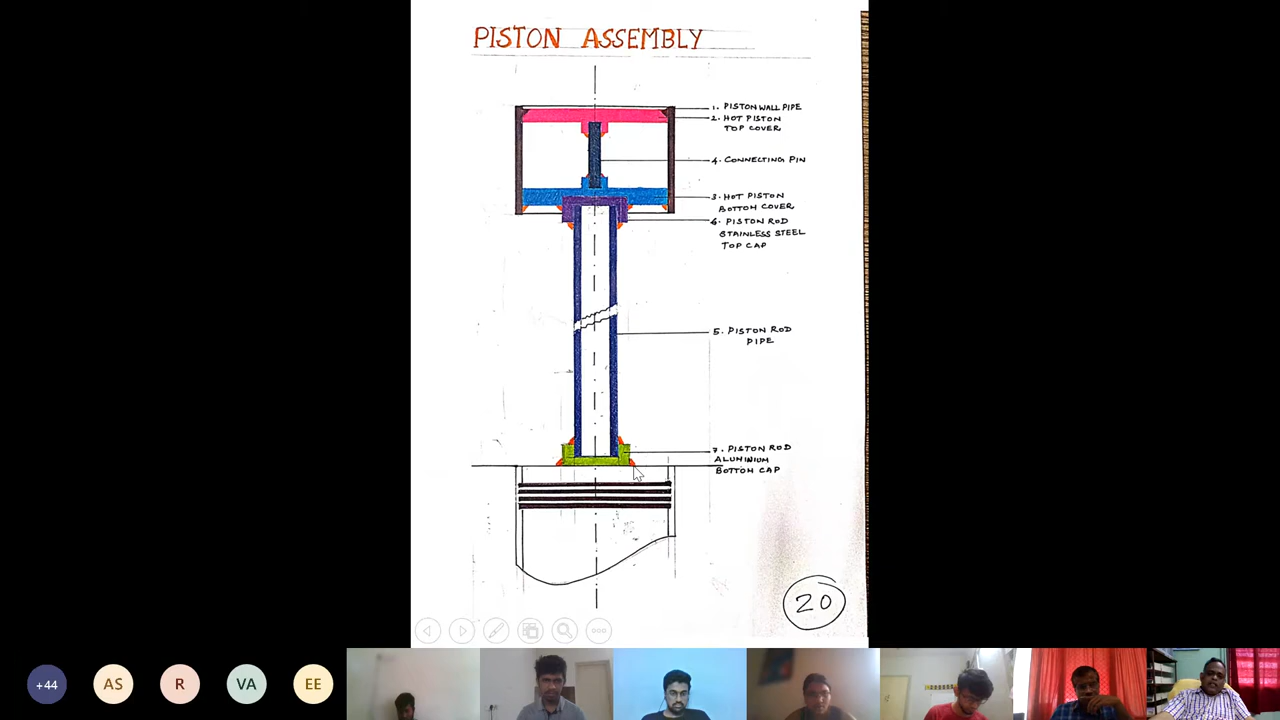 PISTON ASSEMBLY
1. PISTON WALL PIPE
2. HOT PISTON
TOP COVER
4. CONNECTING PIN
3. HOT PISTON
BOTTOM COVER
6. PISTON ROD
STAINLESS STEEL
TOP CAP
5. PISTON ROD
PIPE
7. PISTON ROD
ALUMINIUM
BOTTOM CAP
20
+44
AS
R
VA
EE